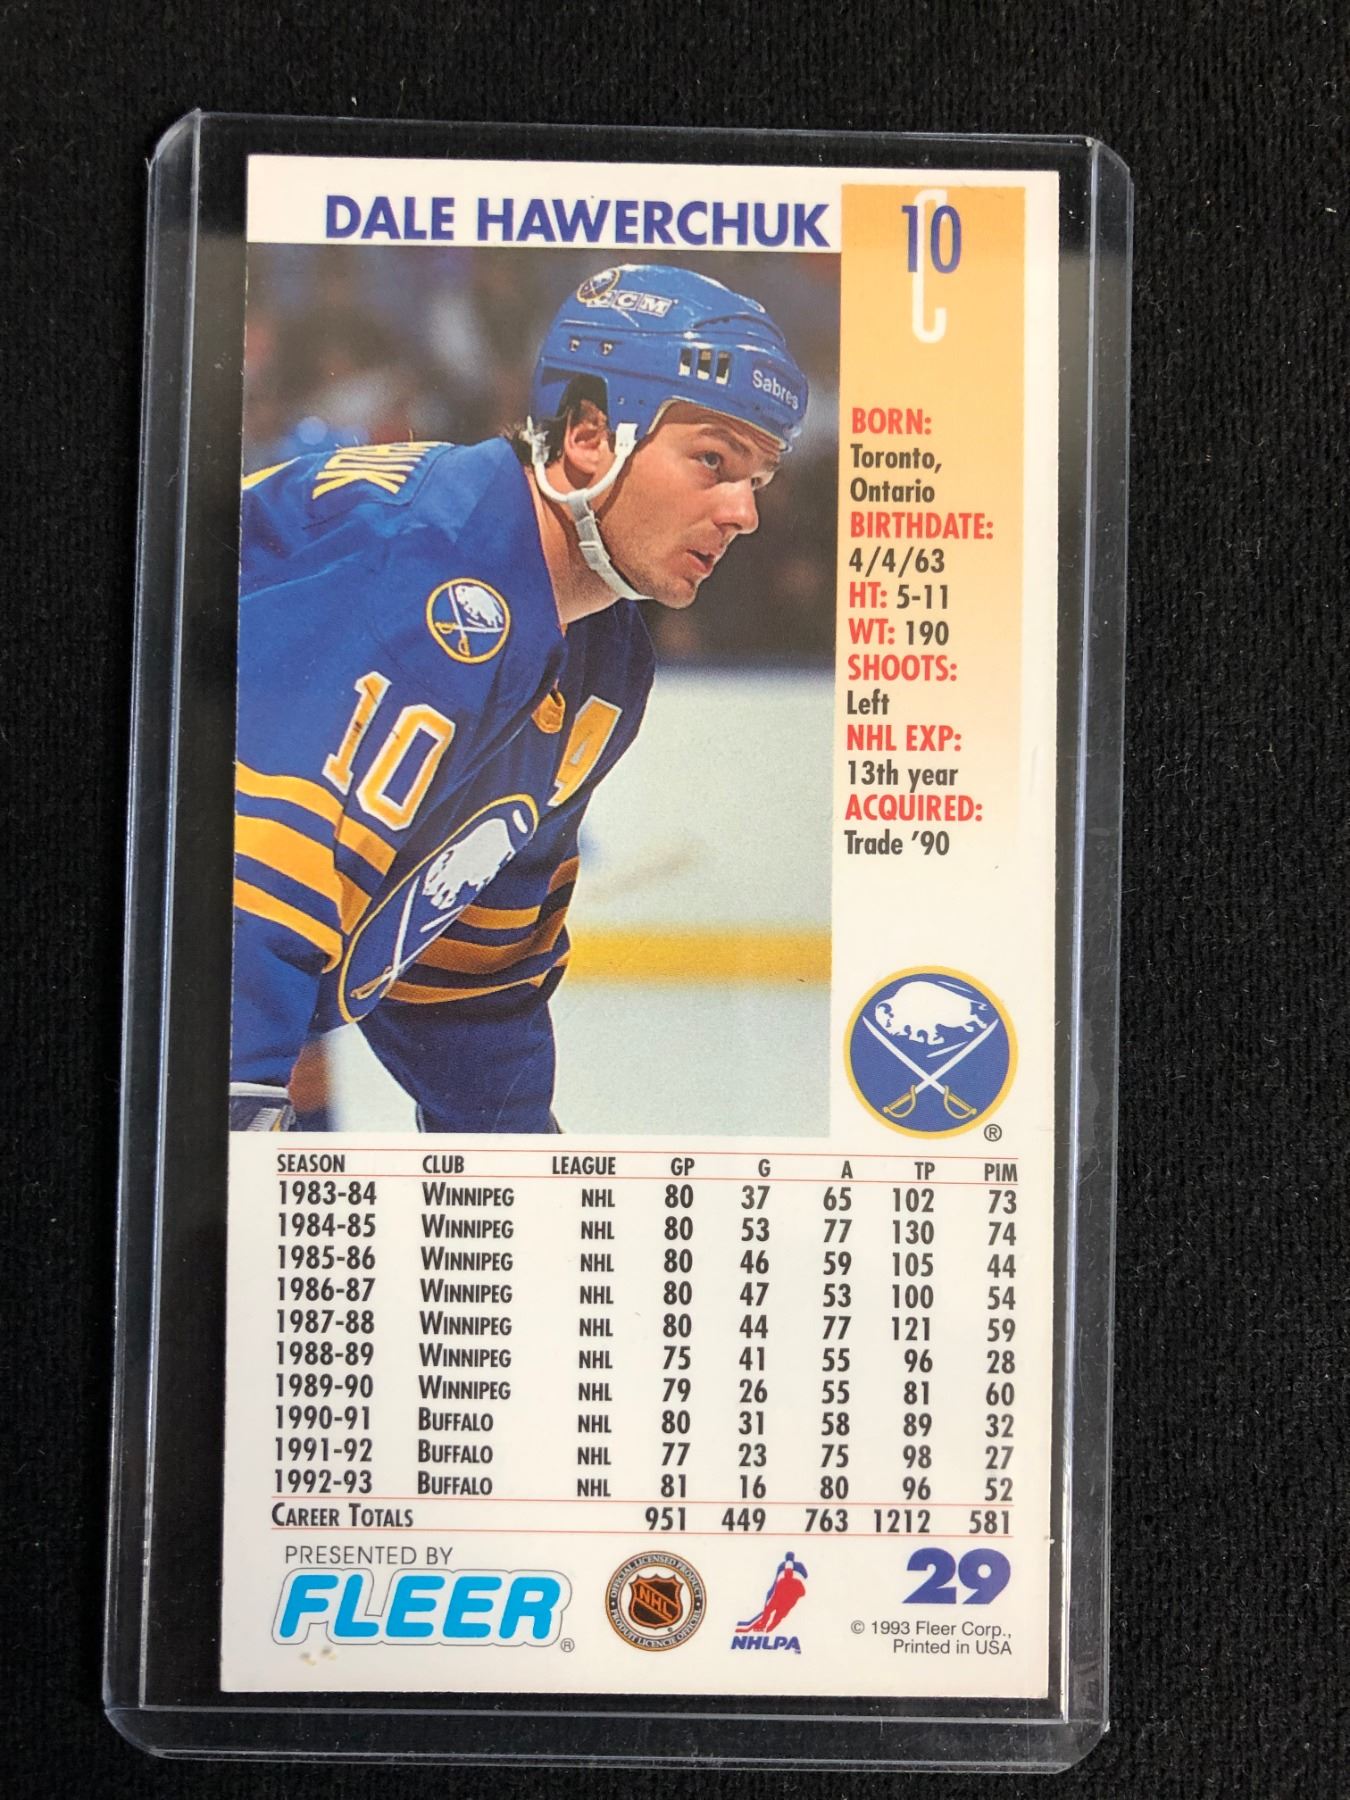 DALE HAWERCHUK
10
C
CCM
Sabres
10
A
BORN:
Toronto,
Ontario
BIRTHDATE:
4/4/63
HT: 5-11
WT: 190
SHOOTS:
Left
NHL EXP:
13th year
ACQUIRED:
Trade '90
®
SEASON CLUB LEAGUE GP G A TP PIM
1983-84 WINNIPEG NHL 80 37 65 102 73
1984-85 WINNIPEG NHL 80 53 77 130 74
1985-86 WINNIPEG NHL 80 46 59 105 44
1986-87 WINNIPEG NHL 80 47 53 100 54
1987-88 WINNIPEG NHL 80 44 77 121 59
1988-89 WINNIPEG NHL 75 41 55 96 28
1989-90 WINNIPEG NHL 79 26 55 81 60
1990-91 BUFFALO NHL 80 31 58 89 32
1991-92 BUFFALO NHL 77 23 75 98 27
1992-93 BUFFALO NHL 81 16 80 96 52
CAREER TOTALS 951 449 763 1212 581
PRESENTED BY
FLEER®
OFFICIAL LICENSED PRODUCT
NHL
PRODUIT LICENCIÉ OFFICIEL
NHLPA
29
© 1993 Fleer Corp.,
Printed in USA